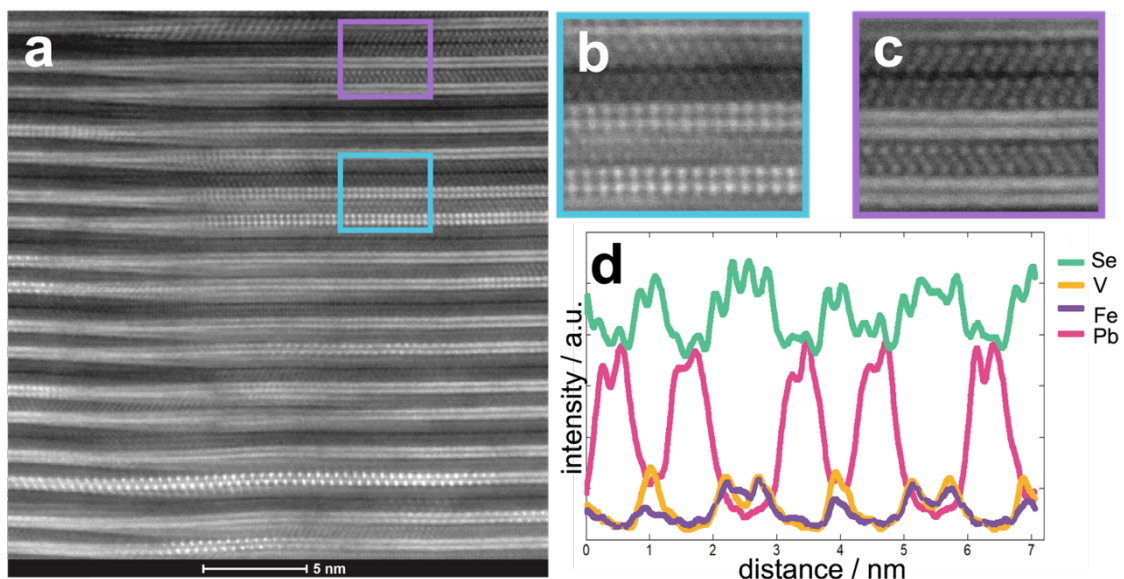 a
b
c
5 nm
d
Se
V
Fe
Pb
intensity / a.u.
0 1 2 3 4 5 6 7
distance / nm